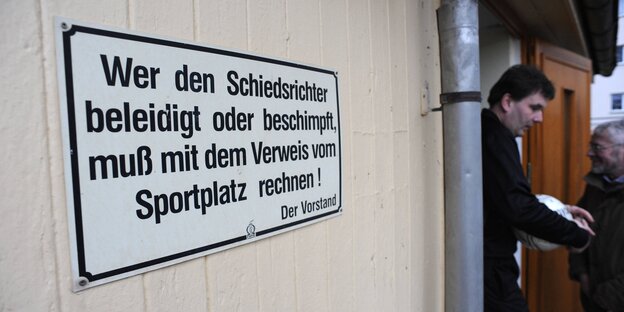 Wer den Schiedsrichter
beleidigt oder beschimpft,
muß mit dem Verweis vom
Sportplatz rechnen !
Der Vorstand